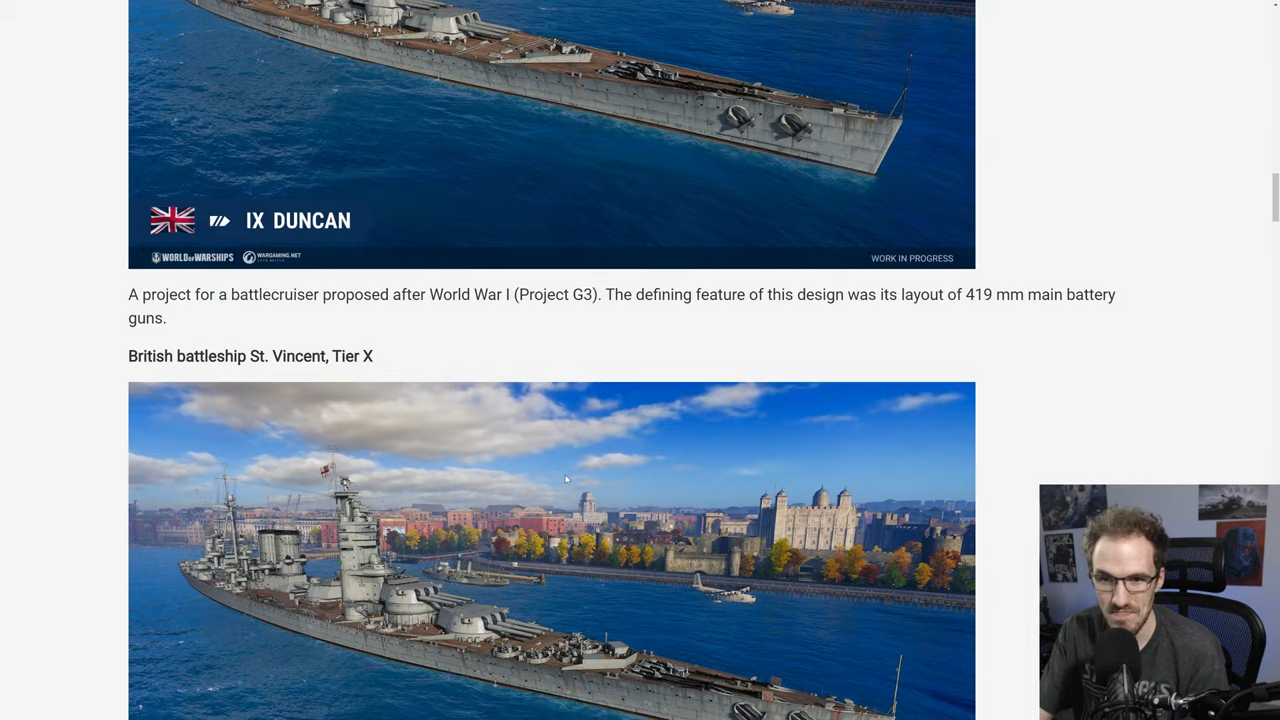 IX DUNCAN
WORLD OF WARSHIPS WARGAMING.NET WORK IN PROGRESS
A project for a battlecruiser proposed after World War I (Project G3). The defining feature of this design was its layout of 419 mm main battery
guns.
British battleship St. Vincent, Tier X